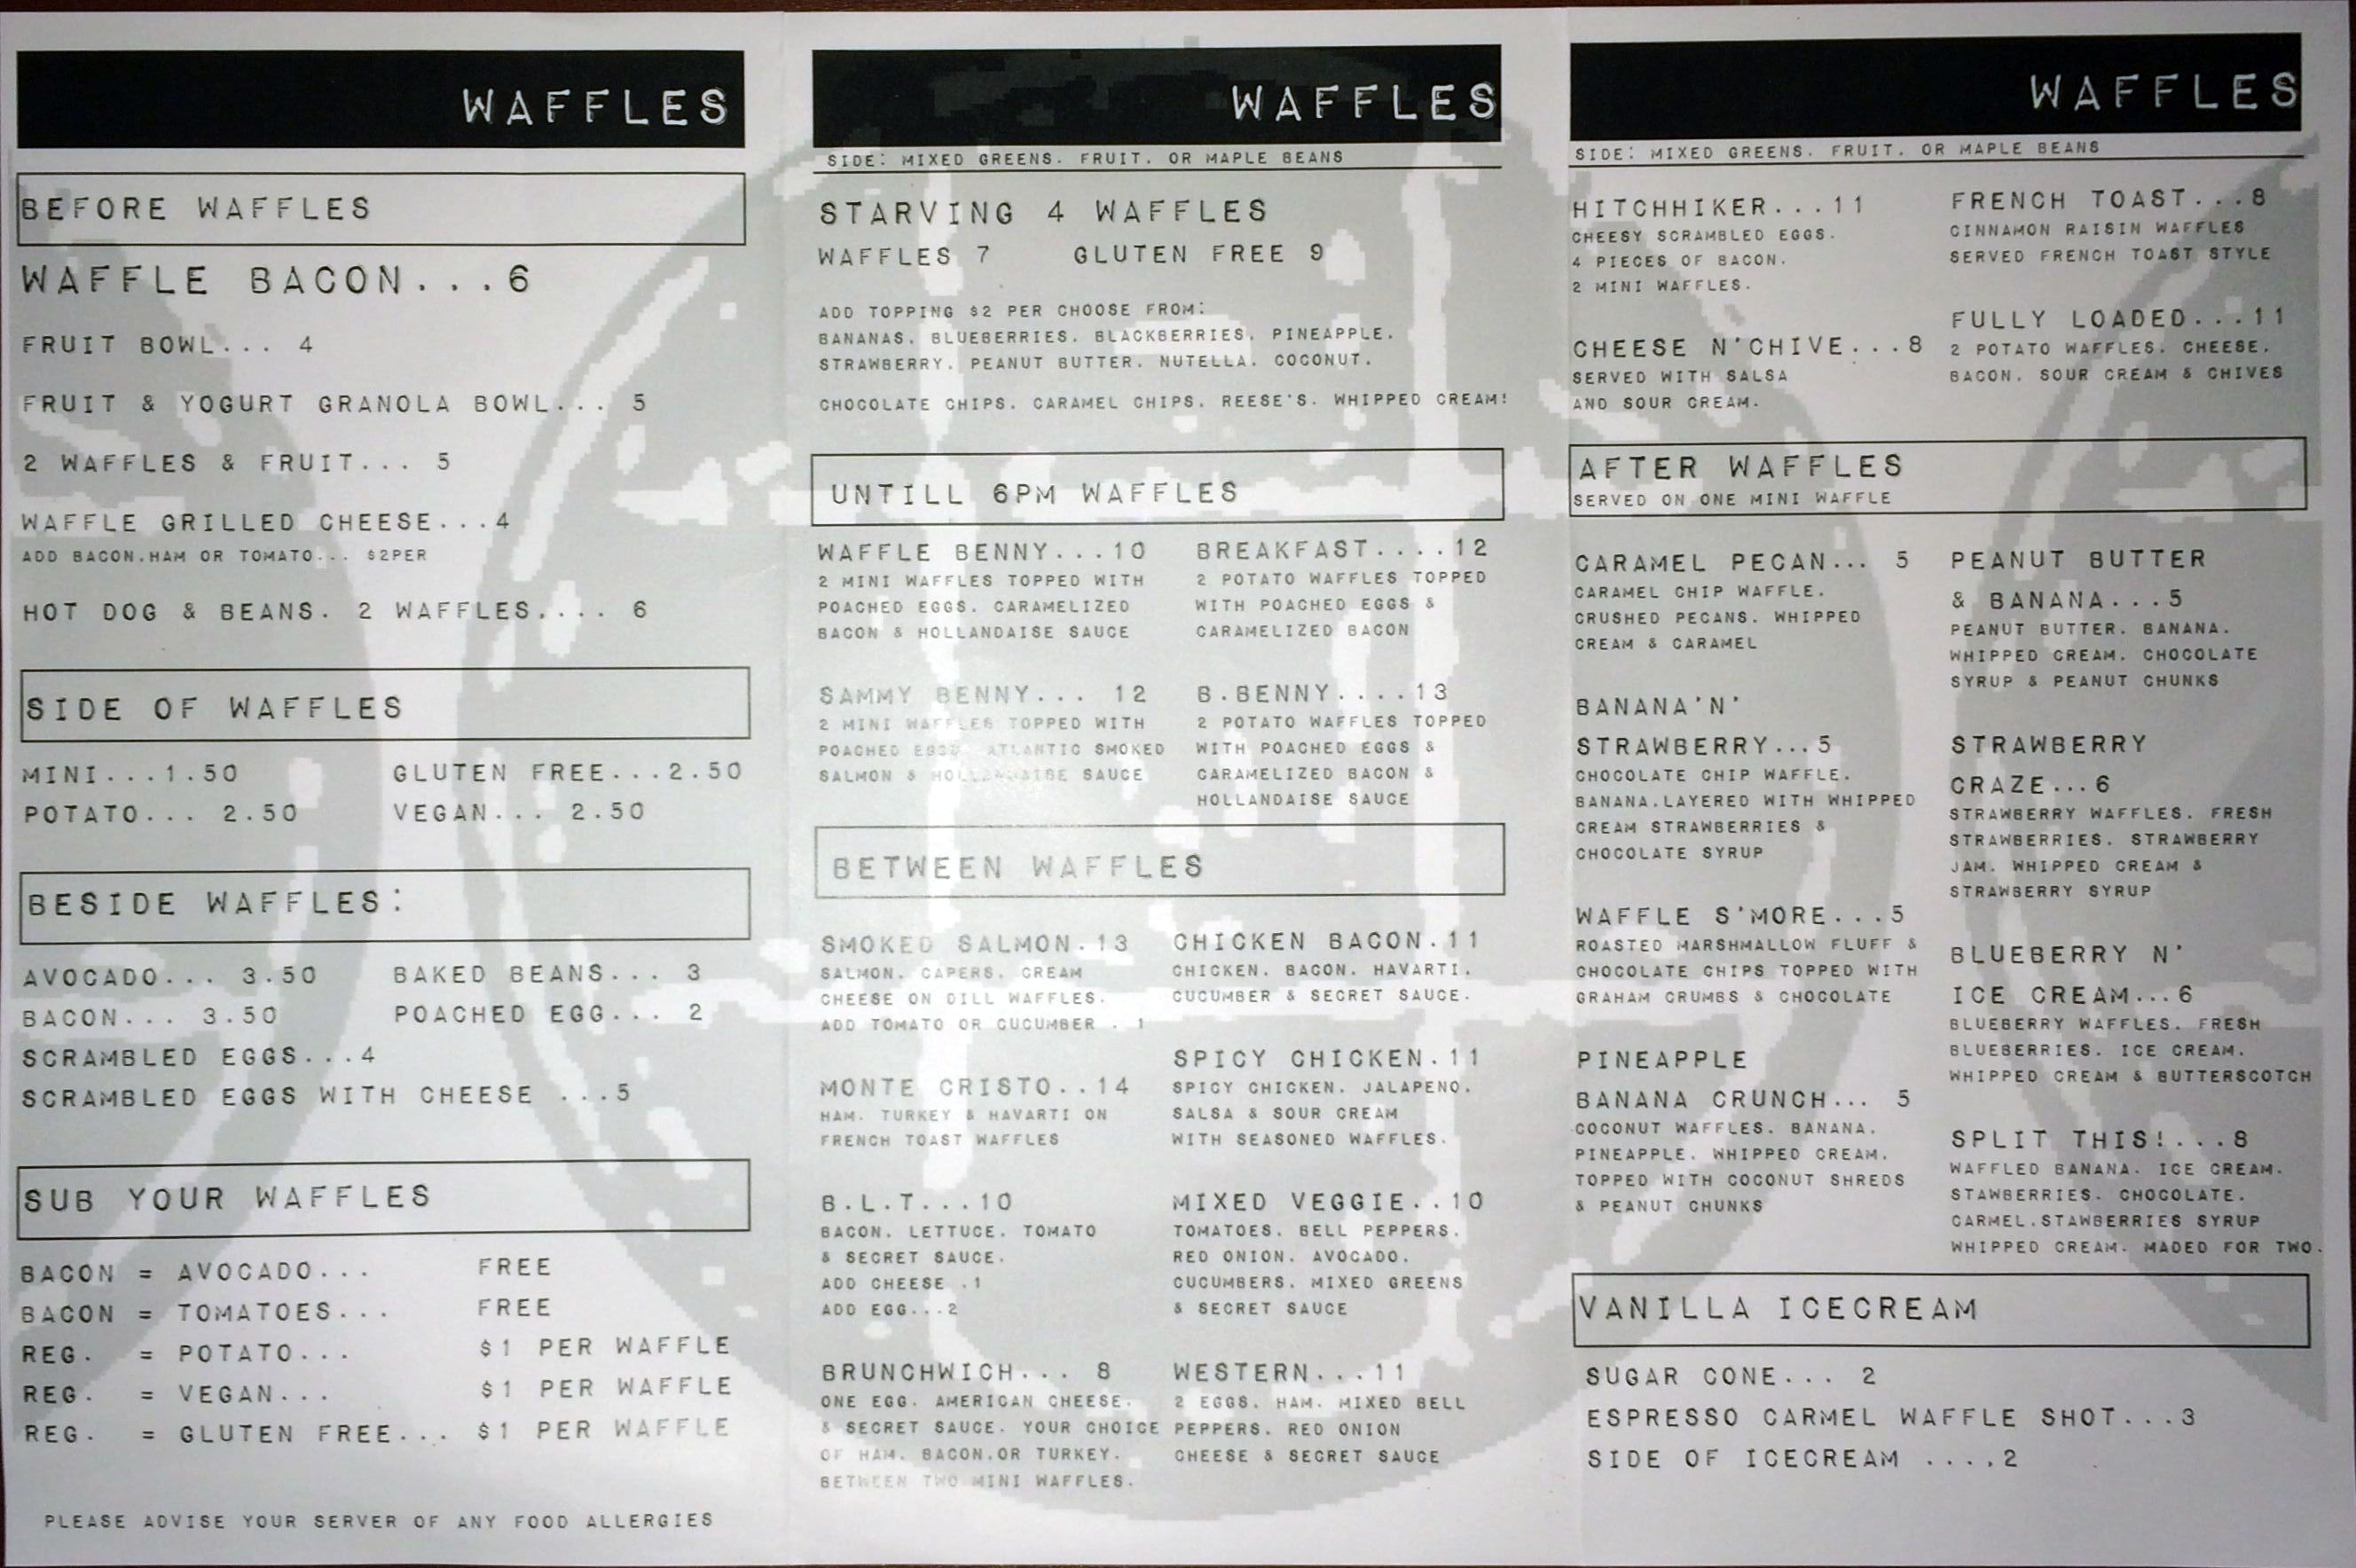 WAFFLES
BEFORE WAFFLES
WAFFLE BACON...6
FRUIT BOWL... 4
FRUIT & YOGURT GRANOLA BOWL... 5
2 WAFFLES & FRUIT... 5
WAFFLE GRILLED CHEESE...4
ADD BACON.HAM OR TOMATO... $2PER
HOT DOG & BEANS. 2 WAFFLES.... 6
SIDE OF WAFFLES
MINI...1.50
GLUTEN FREE...2.50
POTATO... 2.50
VEGAN... 2.50
BESIDE WAFFLES:
AVOCADO... 3.50
BAKED BEANS... 3
BACON... 3.50
POACHED EGG... 2
SCRAMBLED EGGS...4
SCRAMBLED EGGS WITH CHEESE ...5
SUB YOUR WAFFLES
BACON = AVOCADO... FREE
BACON = TOMATOES... FREE
REG. = POTATO... $1 PER WAFFLE
REG. = VEGAN... $1 PER WAFFLE
REG. = GLUTEN FREE... $1 PER WAFFLE
PLEASE ADVISE YOUR SERVER OF ANY FOOD ALLERGIES
WAFFLES
SIDE: MIXED GREENS. FRUIT. OR MAPLE BEANS
STARVING 4 WAFFLES
WAFFLES 7 GLUTEN FREE 9
ADD TOPPING $2 PER CHOOSE FROM:
BANANAS. BLUEBERRIES. BLACKBERRIES. PINEAPPLE.
STRAWBERRY. PEANUT BUTTER. NUTELLA. COCONUT.
CHOCOLATE CHIPS. CARAMEL CHIPS. REESE'S. WHIPPED CREAM!
UNTILL 6PM WAFFLES
WAFFLE BENNY...10
2 MINI WAFFLES TOPPED WITH
POACHED EGGS. CARAMELIZED
BACON & HOLLANDAISE SAUCE
BREAKFAST....12
2 POTATO WAFFLES TOPPED
WITH POACHED EGGS &
CARAMELIZED BACON
SAMMY BENNY... 12
2 MINI WAFFLES TOPPED WITH
POACHED EGGS. ATLANTIC SMOKED
SALMON & HOLLANDAISE SAUCE
B.BENNY....13
2 POTATO WAFFLES TOPPED
WITH POACHED EGGS &
CARAMELIZED BACON &
HOLLANDAISE SAUCE
BETWEEN WAFFLES
SMOKED SALMON.13
SALMON. CAPERS. CREAM
CHEESE ON DILL WAFFLES.
ADD TOMATO OR CUCUMBER . 1
CHICKEN BACON.11
CHICKEN. BACON. HAVARTI.
CUCUMBER & SECRET SAUCE.
MONTE CRISTO..14
HAM. TURKEY & HAVARTI ON
FRENCH TOAST WAFFLES
SPICY CHICKEN.11
SPICY CHICKEN. JALAPENO.
SALSA & SOUR CREAM
WITH SEASONED WAFFLES.
B.L.T...10
BACON. LETTUCE. TOMATO
& SECRET SAUCE.
ADD CHEESE .1
ADD EGG...2
MIXED VEGGIE..10
TOMATOES. BELL PEPPERS.
RED ONION. AVOCADO.
CUCUMBERS. MIXED GREENS
& SECRET SAUCE
BRUNCHWICH... 8
ONE EGG. AMERICAN CHEESE.
& SECRET SAUCE. YOUR CHOICE
OF HAM. BACON.OR TURKEY.
BETWEEN TWO MINI WAFFLES.
WESTERN...11
2 EGGS. HAM. MIXED BELL
PEPPERS. RED ONION
CHEESE & SECRET SAUCE
WAFFLES
SIDE: MIXED GREENS. FRUIT. OR MAPLE BEANS
HITCHHIKER...11
CHEESY SCRAMBLED EGGS.
4 PIECES OF BACON.
2 MINI WAFFLES.
FRENCH TOAST...8
CINNAMON RAISIN WAFFLES
SERVED FRENCH TOAST STYLE
CHEESE N'CHIVE...8
SERVED WITH SALSA
AND SOUR CREAM.
FULLY LOADED...11
2 POTATO WAFFLES. CHEESE.
BACON. SOUR CREAM & CHIVES
AFTER WAFFLES
SERVED ON ONE MINI WAFFLE
CARAMEL PECAN... 5
CARAMEL CHIP WAFFLE.
CRUSHED PECANS. WHIPPED
CREAM & CARAMEL
BANANA'N'
STRAWBERRY...5
CHOCOLATE CHIP WAFFLE.
BANANA.LAYERED WITH WHIPPED
CREAM STRAWBERRIES &
CHOCOLATE SYRUP
WAFFLE S'MORE...5
ROASTED MARSHMALLOW FLUFF &
CHOCOLATE CHIPS TOPPED WITH
GRAHAM CRUMBS & CHOCOLATE
PINEAPPLE
BANANA CRUNCH... 5
COCONUT WAFFLES. BANANA.
PINEAPPLE. WHIPPED CREAM.
TOPPED WITH COCONUT SHREDS
& PEANUT CHUNKS
PEANUT BUTTER
& BANANA...5
PEANUT BUTTER. BANANA.
WHIPPED CREAM. CHOCOLATE
SYRUP & PEANUT CHUNKS
STRAWBERRY
CRAZE...6
STRAWBERRY WAFFLES. FRESH
STRAWBERRIES. STRAWBERRY
JAM. WHIPPED CREAM &
STRAWBERRY SYRUP
BLUEBERRY N'
ICE CREAM...6
BLUEBERRY WAFFLES. FRESH
BLUEBERRIES. ICE CREAM.
WHIPPED CREAM & BUTTERSCOTCH
SPLIT THIS!...8
WAFFLED BANANA. ICE CREAM.
STAWBERRIES. CHOCOLATE.
CARMEL.STAWBERRIES SYRUP
WHIPPED CREAM. MADED FOR TWO.
VANILLA ICECREAM
SUGAR CONE... 2
ESPRESSO CARMEL WAFFLE SHOT...3
SIDE OF ICECREAM ....2